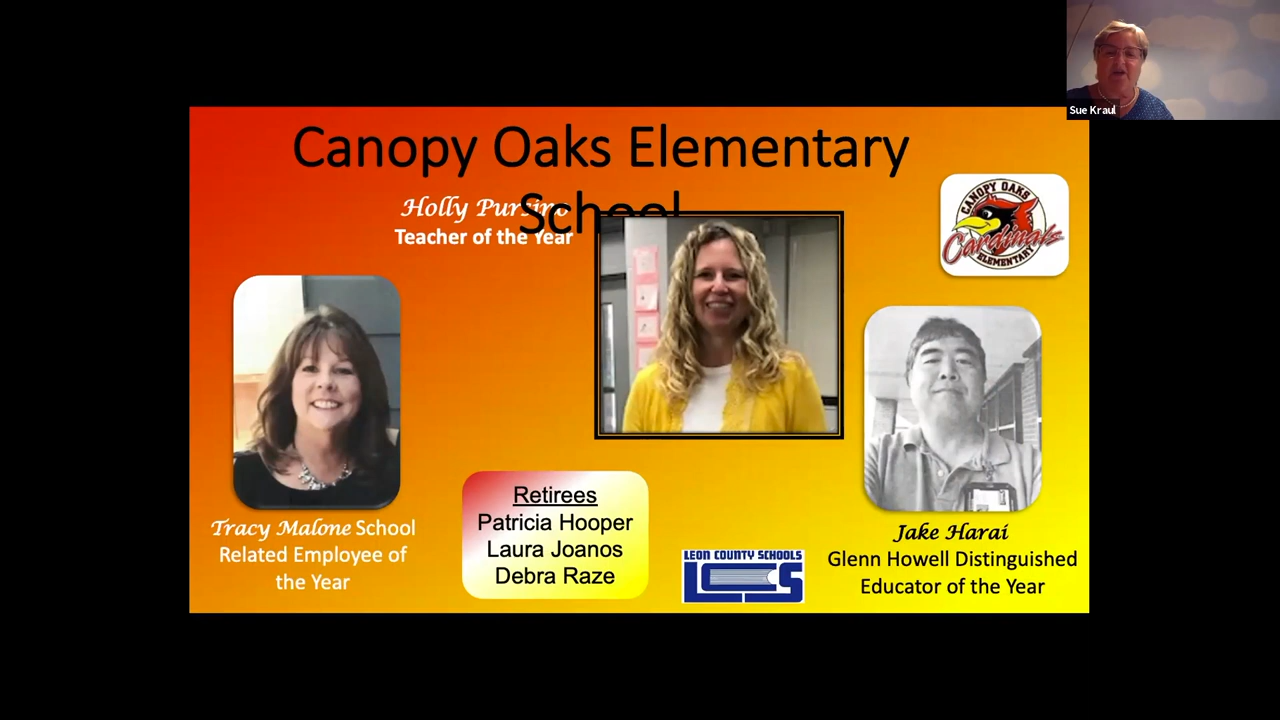 Sue Kraul
Canopy Oaks Elementary
School
Holly
Teacher of the Year
CANOPY OAKS
Cardinals
ELEMENTARY
Tracy Malone School
Related Employee of
the Year
Retirees
Patricia Hooper
Laura Joanos
Debra Raze
LEON COUNTY SCHOOLS
LCS
Jake Harai
Glenn Howell Distinguished
Educator of the Year